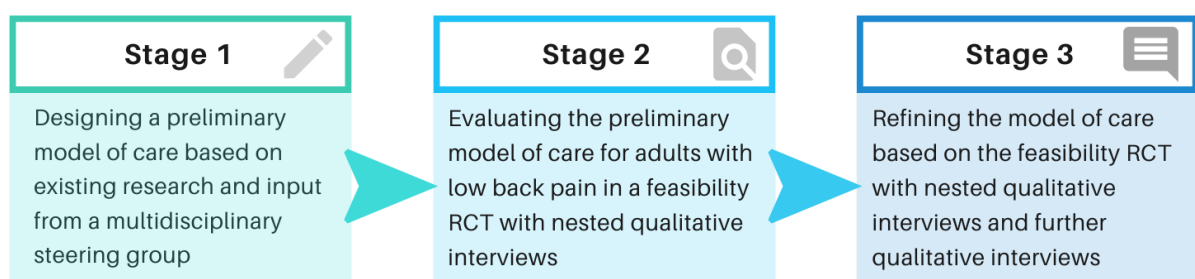 Stage 1
Designing a preliminary
model of care based on
existing research and input
from a multidisciplinary
steering group
Stage 2
Evaluating the preliminary
model of care for adults with
low back pain in a feasibility
RCT with nested qualitative
interviews
Stage 3
Refining the model of care
based on the feasibility RCT
with nested qualitative
interviews and further
qualitative interviews